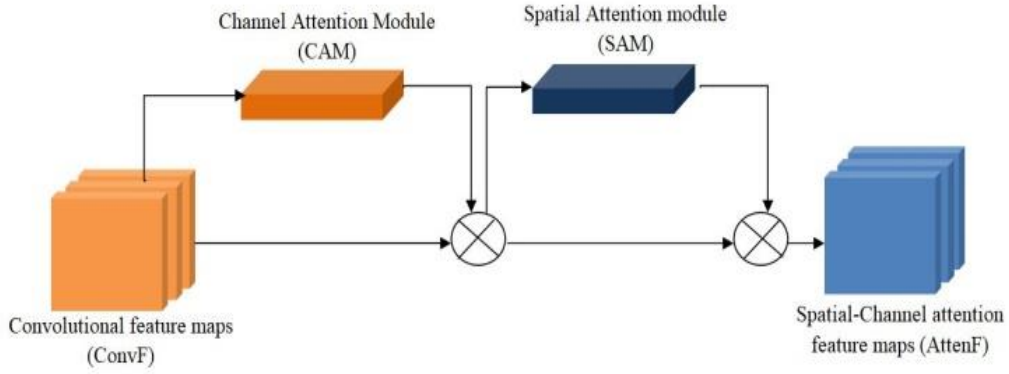 Channel Attention Module
(CAM)
Spatial Attention module
(SAM)
Convolutional feature maps
(ConvF)
Spatial-Channel attention
feature maps (AttenF)